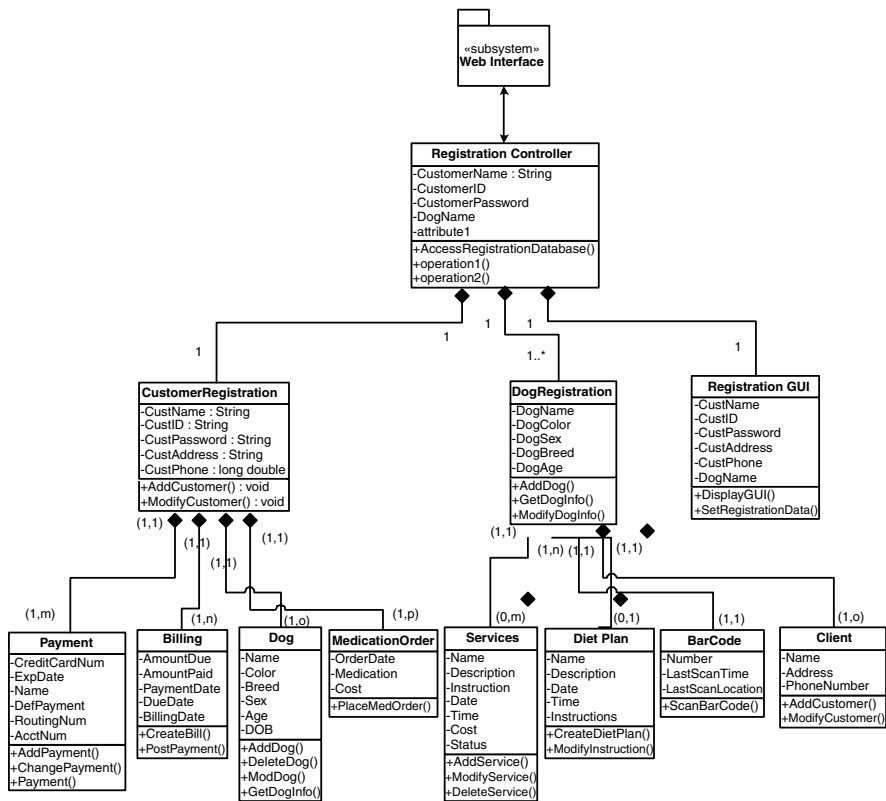 «subsystem»
Web Interface
Registration Controller
-CustomerName : String
-CustomerID
-CustomerPassword
-DogName
-attribute1
+AccessRegistrationDatabase()
+operation1()
+operation2()
1
1
1
1
1..*
1
CustomerRegistration
-CustName : String
-CustID : String
-CustPassword : String
-CustAddress : String
-CustPhone : long double
+AddCustomer() : void
+ModifyCustomer() : void
DogRegistration
-DogName
-DogColor
-DogSex
-DogBreed
-DogAge
+AddDog()
+GetDogInfo()
+ModifyDogInfo()
Registration GUI
-CustName
-CustID
-CustPassword
-CustAddress
-CustPhone
-DogName
+DisplayGUI()
+SetRegistrationData()
(1,1)
(1,1)
(1,1)
(1,1)
(1,1)
(1,n)
(1,1)
(1,1)
(1,m)
(1,n)
(1,o)
(1,p)
(0,m)
(0,1)
(1,1)
(1,o)
Payment
-CreditCardNum
-ExpDate
-Name
-DefPayment
-RoutingNum
-AcctNum
+AddPayment()
+ChangePayment()
+Payment()
Billing
-AmountDue
-AmountPaid
-PaymentDate
-DueDate
-BillingDate
+CreateBill()
+PostPayment()
Dog
-Name
-Color
-Breed
-Sex
-Age
-DOB
+AddDog()
+DeleteDog()
+ModDog()
+GetDogInfo()
MedicationOrder
-OrderDate
-Medication
-Cost
+PlaceMedOrder()
Services
-Name
-Description
-Instruction
-Date
-Time
-Cost
-Status
+AddService()
+ModifyService()
+DeleteService()
Diet Plan
-Name
-Description
-Date
-Time
-Instructions
+CreateDietPlan()
+ModifyInstruction()
BarCode
-Number
-LastScanTime
-LastScanLocation
+ScanBarCode()
Client
-Name
-Address
-PhoneNumber
+AddCustomer()
+ModifyCustomer()